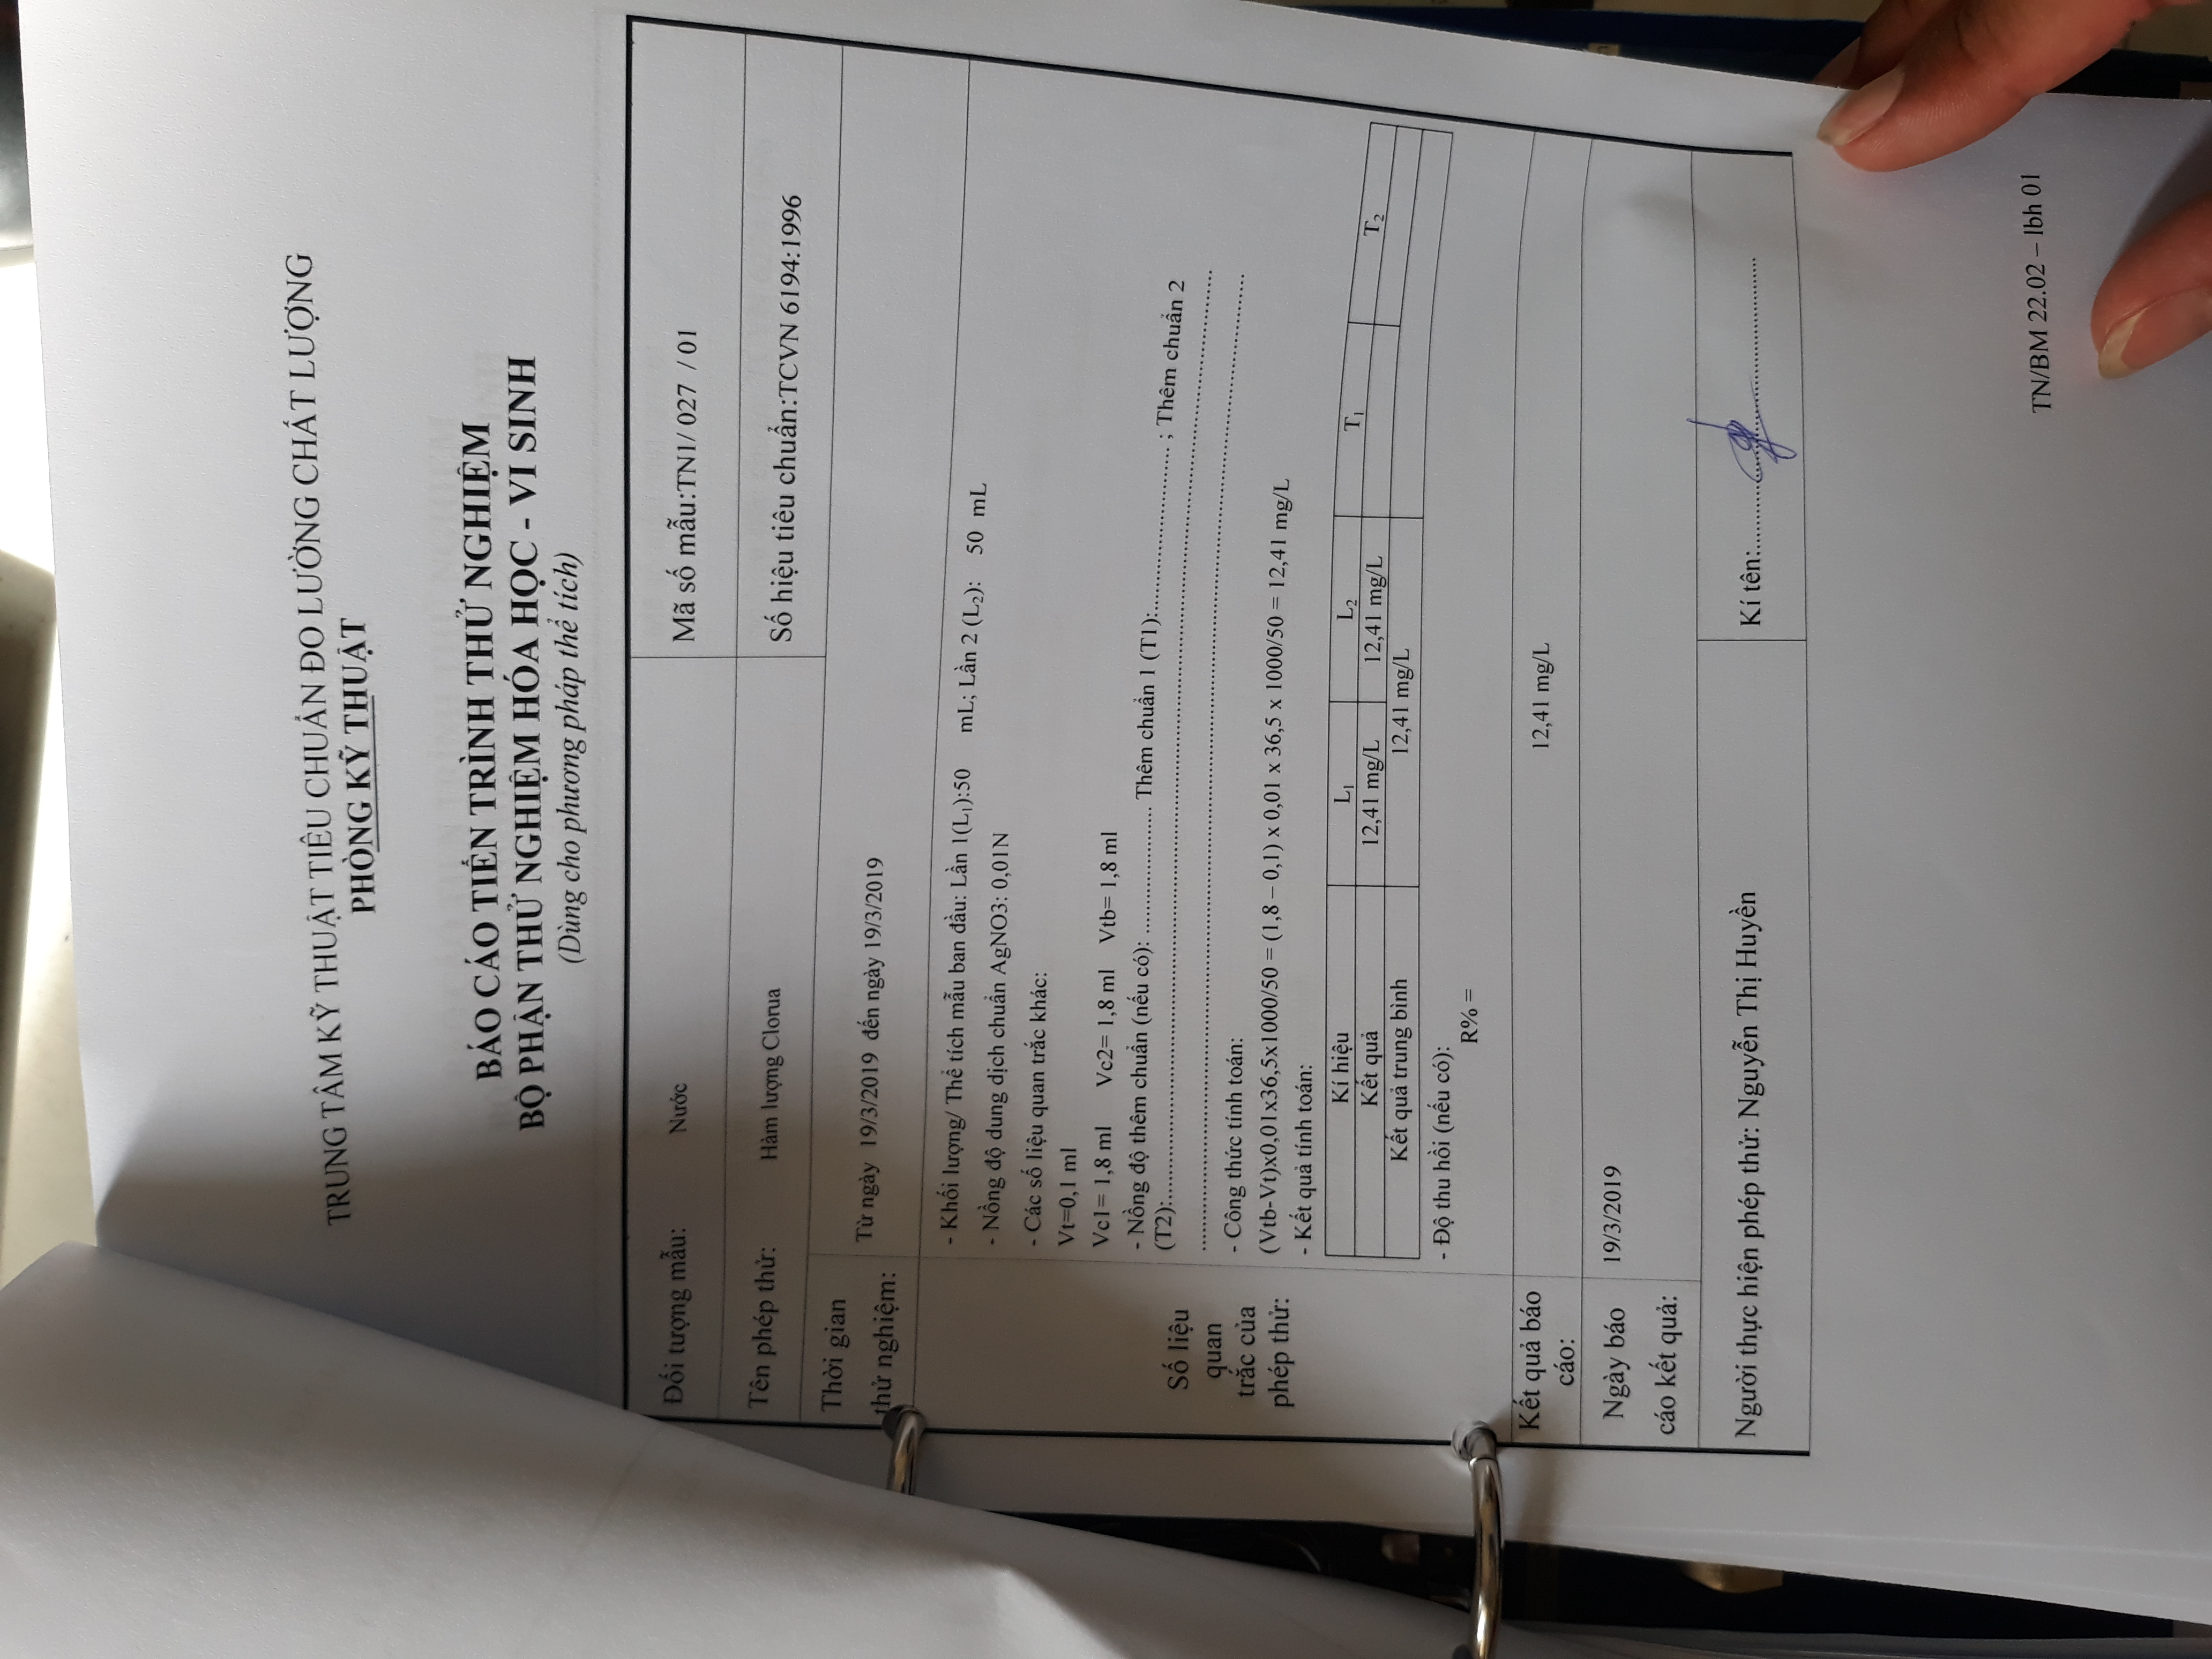 TRUNG TÂM KỸ THUẬT TIÊU CHUẨN ĐO LƯỜNG CHẤT LƯỢNG
PHÒNG KỸ THUẬT
BÁO CÁO TIẾN TRÌNH THỬ NGHIỆM
BỘ PHẬN THỬ NGHIỆM HÓA HỌC - VI SINH
(Dùng cho phương pháp thể tích)
Đối tượng mẫu: Nước
Mã số mẫu:TN1/ 027 / 01
Tên phép thử: Hàm lượng Clorua
Số hiệu tiêu chuẩn:TCVN 6194:1996
Thời gian
thử nghiệm:
Từ ngày 19/3/2019 đến ngày 19/3/2019
Số liệu
quan
trắc của
phép thử:
- Khối lượng/ Thể tích mẫu ban đầu: Lần 1(L₁):50 mL; Lần 2 (L₂): 50 mL
- Nồng độ dung dịch chuẩn AgNO3: 0,01N
- Các số liệu quan trắc khác:
Vt=0,1 ml
Vc1= 1,8 ml Vc2= 1,8 ml Vtb= 1,8 ml
- Nồng độ thêm chuẩn (nếu có): ..................... Thêm chuẩn 1 (T1):........................... ; Thêm chuẩn 2
(T2):..........................................................................................
..........................................................................................
- Công thức tính toán:
(Vtb-Vt)x0,01x36,5x1000/50 = (1,8 – 0,1) x 0,01 x 36,5 x 1000/50 = 12,41 mg/L
- Kết quả tính toán:
Kí hiệu L₁ L₂ T₁ T₂
Kết quả 12,41 mg/L 12,41 mg/L
Kết quả trung bình 12,41 mg/L
- Độ thu hồi (nếu có):
R% =
Kết quả báo
cáo:
12,41 mg/L
Ngày báo
cáo kết quả:
19/3/2019
Người thực hiện phép thử: Nguyễn Thị Huyền
Kí tên:................................................
TN/BM 22.02 – lbh 01